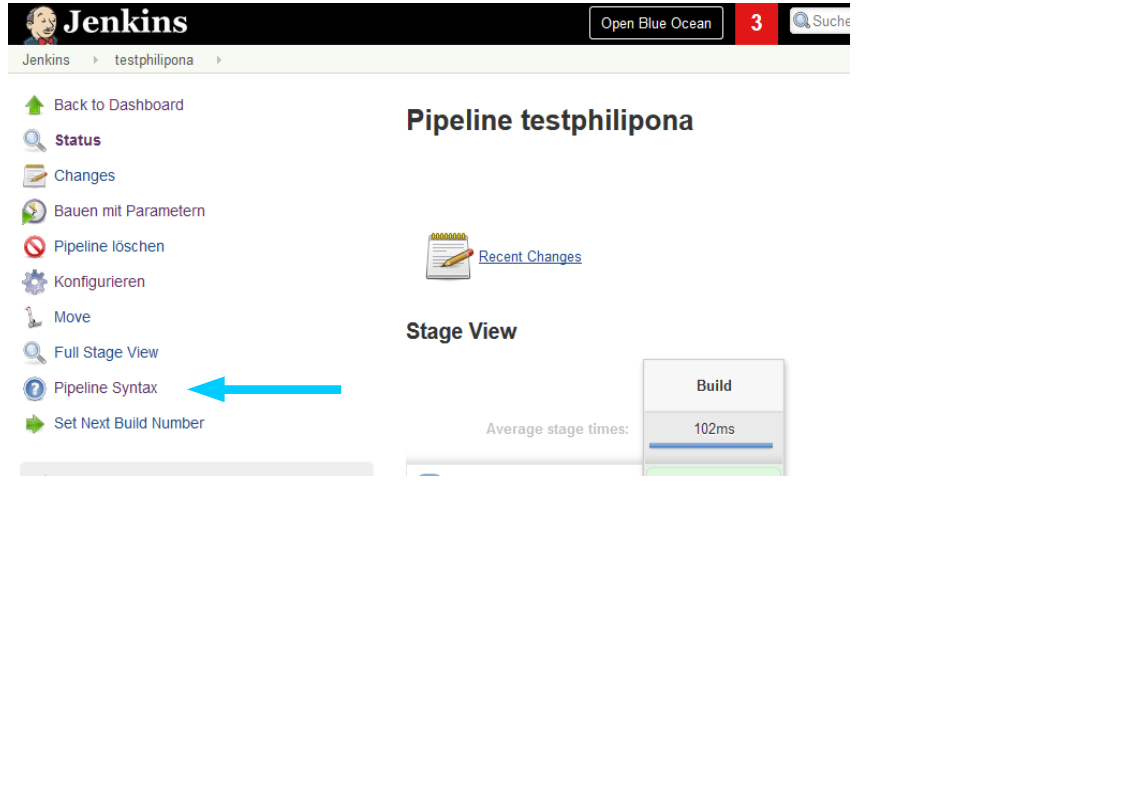 Jenkins
Open Blue Ocean
3
Suche
Jenkins testphilipona
Back to Dashboard
Status
Changes
Bauen mit Parametern
Pipeline löschen
Konfigurieren
Move
Full Stage View
Pipeline Syntax
Set Next Build Number
Pipeline testphilipona
Recent Changes
Stage View
Build
Average stage times:
102ms